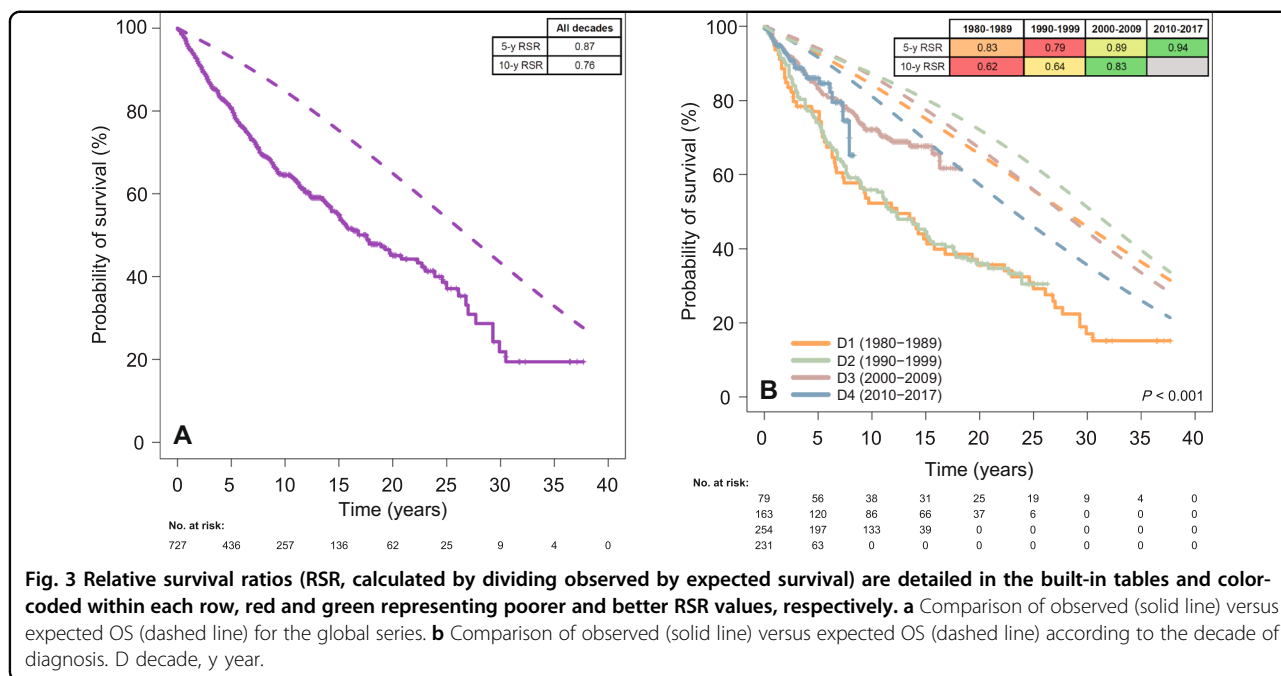 All decades
5-y RSR 0.87
10-y RSR 0.76
Probability of survival (%)
100
80
60
40
20
0
A
0 5 10 15 20 25 30 35 40
Time (years)
No. at risk:
727 436 257 136 62 25 9 4 0
1980-1989 1990-1999 2000-2009 2010-2017
5-y RSR 0.83 0.79 0.89 0.94
10-y RSR 0.62 0.64 0.83
Probability of survival (%)
100
80
60
40
20
0
D1 (1980−1989)
D2 (1990−1999)
D3 (2000−2009)
D4 (2010−2017)
B
P < 0.001
0 5 10 15 20 25 30 35 40
Time (years)
No. at risk:
79 56 38 31 25 19 9 4 0
163 120 86 66 37 6 0 0 0
254 197 133 39 0 0 0 0 0
231 63 0 0 0 0 0 0 0
Fig. 3 Relative survival ratios (RSR, calculated by dividing observed by expected survival) are detailed in the built-in tables and color-
coded within each row, red and green representing poorer and better RSR values, respectively. a Comparison of observed (solid line) versus
expected OS (dashed line) for the global series. b Comparison of observed (solid line) versus expected OS (dashed line) according to the decade of
diagnosis. D decade, y year.